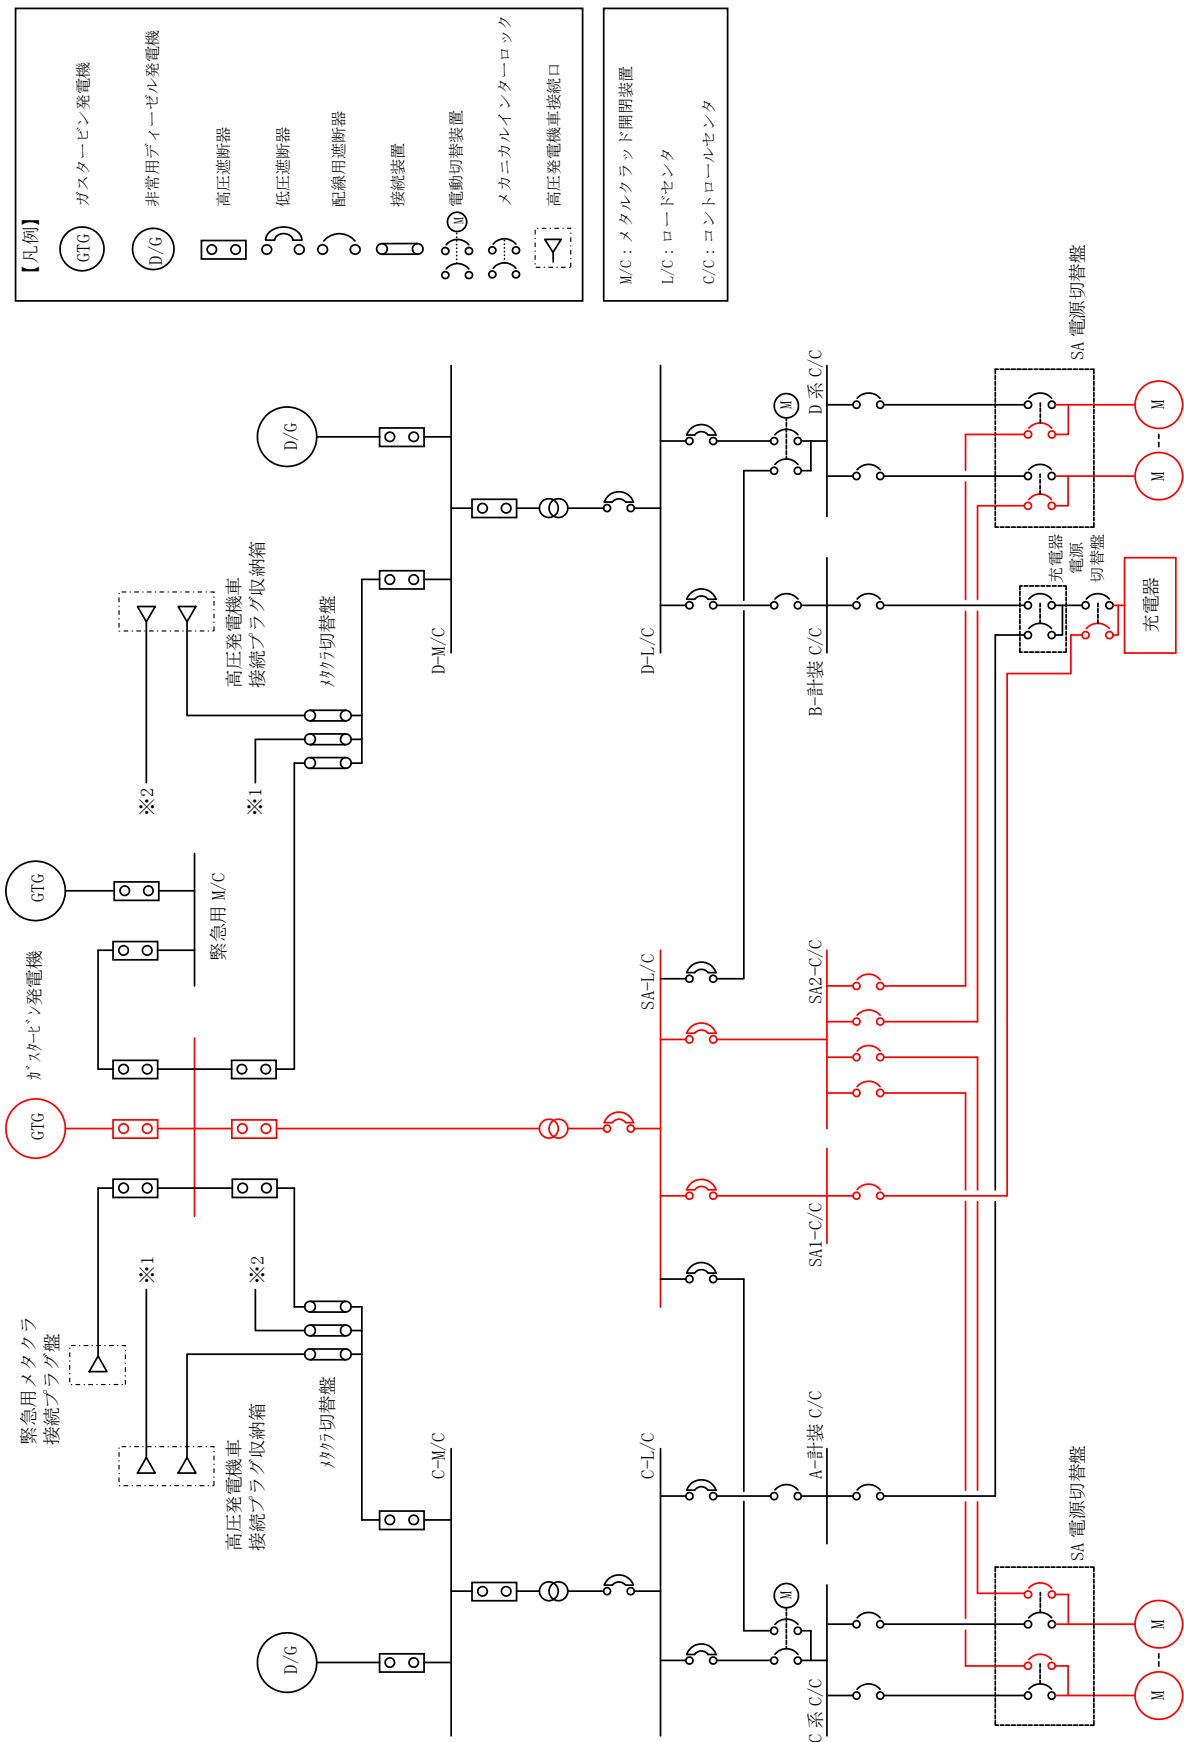 【凡例】
GTG
ガスタービン発電機
D/G
非常用ディーゼル発電機
高圧遮断器
低圧遮断器
配線用遮断器
接続装置
M
電動切替装置
メカニカルインターロック
高圧発電機車接続口
M/C：メタルクラッド開閉装置
L/C：ロードセンタ
C/C：コントロールセンタ
緊急用メタクラ
接続プラグ盤
GTG
ｶﾞｽﾀｰﾋﾞﾝ発電機
GTG
緊急用 M/C
※1
※2
高圧発電機車
接続プラグ収納箱
ﾒﾀｸﾗ切替盤
※2
※1
高圧発電機車
接続プラグ収納箱
ﾒﾀｸﾗ切替盤
D/G
C-M/C
D/G
D-M/C
C-L/C
SA-L/C
D-L/C
M
M
C 系 C/C
A-計装 C/C
SA1-C/C
SA2-C/C
B-計装 C/C
D 系 C/C
SA 電源切替盤
充電器
電源
切替盤
SA 電源切替盤
M
M
充電器
M
M